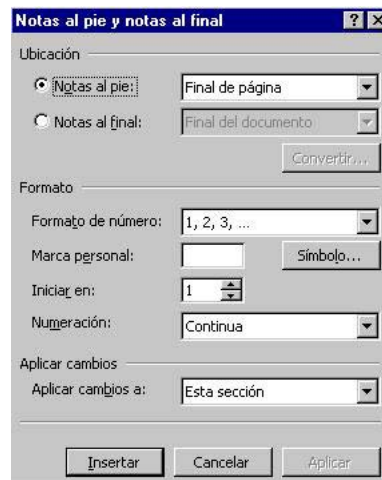 Notas al pie y notas al final
Ubicación
Notas al pie: Final de página
Notas al final: Final del documento
Convertir...
Formato
Formato de número: 1, 2, 3, ...
Marca personal: Símbolo...
Iniciar en: 1
Numeración: Continua
Aplicar cambios
Aplicar cambios a: Esta sección
Insertar Cancelar Aplicar